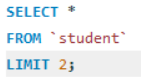 SELECT *
FROM `student`
LIMIT 2;